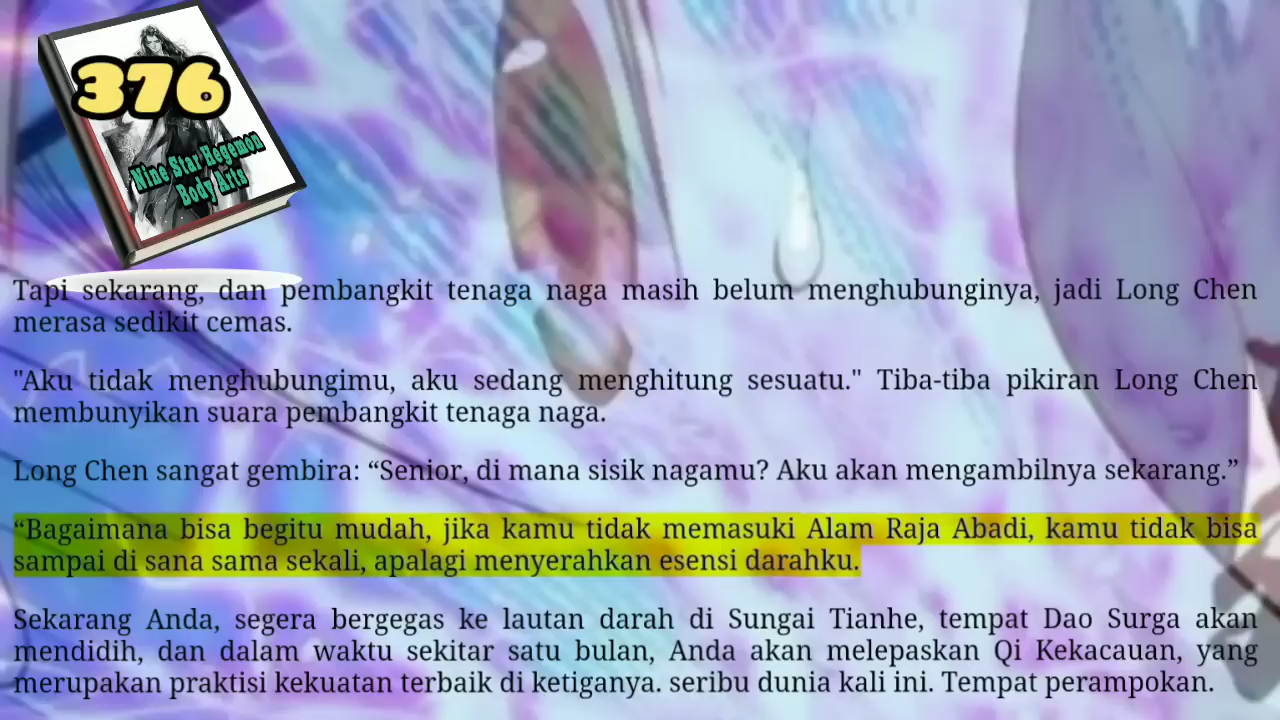 376
Nine Star Hegemon
Body Arts
Tapi sekarang, dan pembangkit tenaga naga masih belum menghubunginya, jadi Long Chen
merasa sedikit cemas.
"Aku tidak menghubungimu, aku sedang menghitung sesuatu." Tiba-tiba pikiran Long Chen
membunyikan suara pembangkit tenaga naga.
Long Chen sangat gembira: “Senior, di mana sisik nagamu? Aku akan mengambilnya sekarang.”
“Bagaimana bisa begitu mudah, jika kamu tidak memasuki Alam Raja Abadi, kamu tidak bisa
sampai di sana sama sekali, apalagi menyerahkan esensi darahku.
Sekarang Anda, segera bergegas ke lautan darah di Sungai Tianhe, tempat Dao Surga akan
mendidih, dan dalam waktu sekitar satu bulan, Anda akan melepaskan Qi Kekacauan, yang
merupakan praktisi kekuatan terbaik di ketiganya. seribu dunia kali ini. Tempat perampokan.